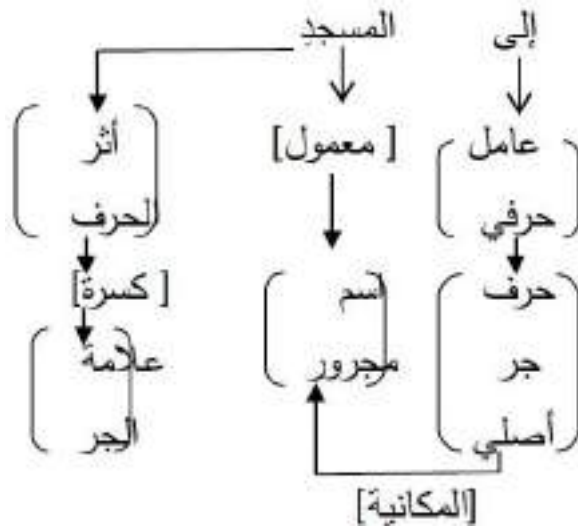 إلى المسجدِ
عامل [ معمول] أثر
حرفي الحرف
حرف اسم [ كسرة]
جر مجرور علامة
أصلي الجر
[المكانية]